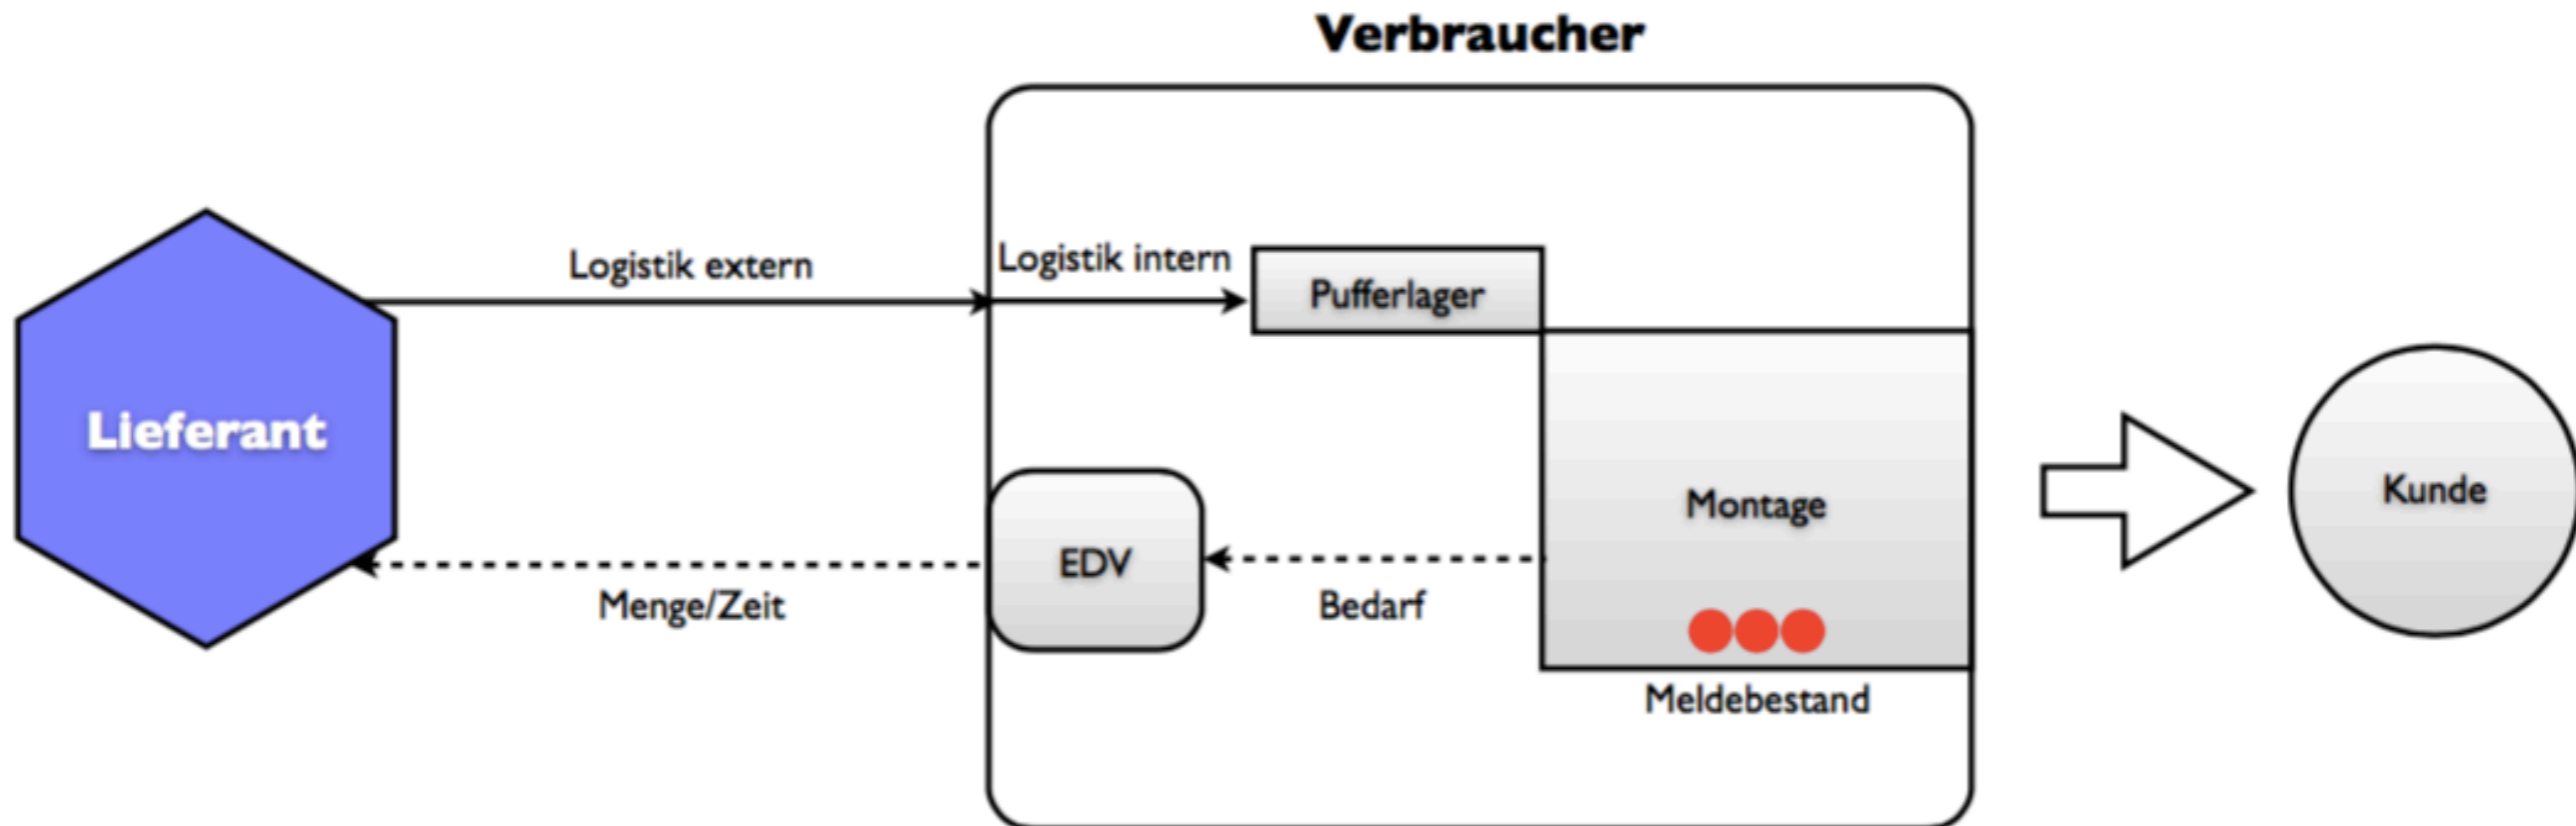 Verbraucher
Logistik extern
Logistik intern
Pufferlager
Lieferant
Montage
Kunde
EDV
Menge/Zeit
Bedarf
Meldebestand